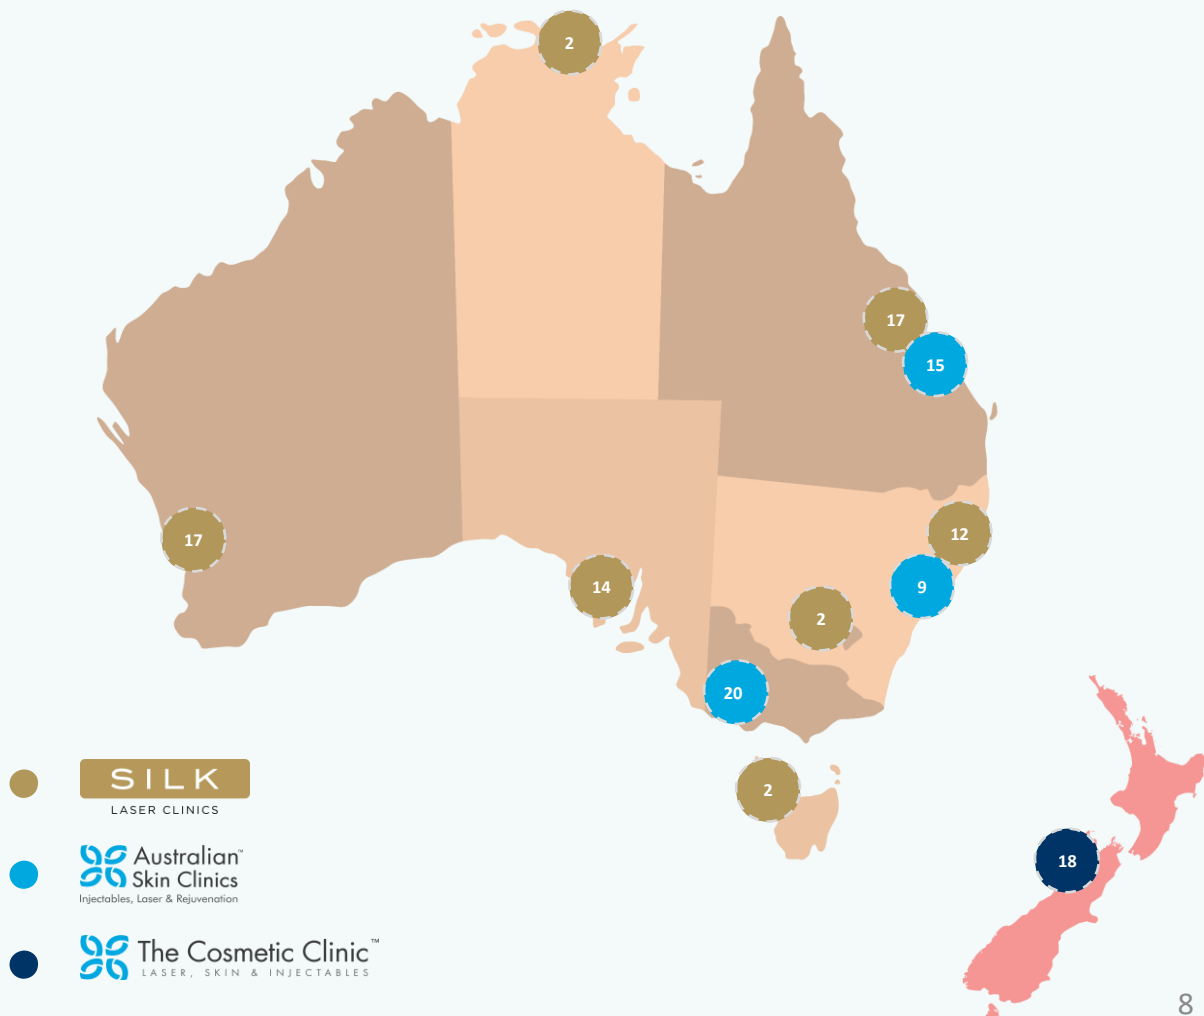 2
17
15
17
12
14
9
2
20
2
18
SILK
LASER CLINICS
Australian™
Skin Clinics
Injectables, Laser & Rejuvenation
The Cosmetic Clinic™
LASER, SKIN & INJECTABLES
8